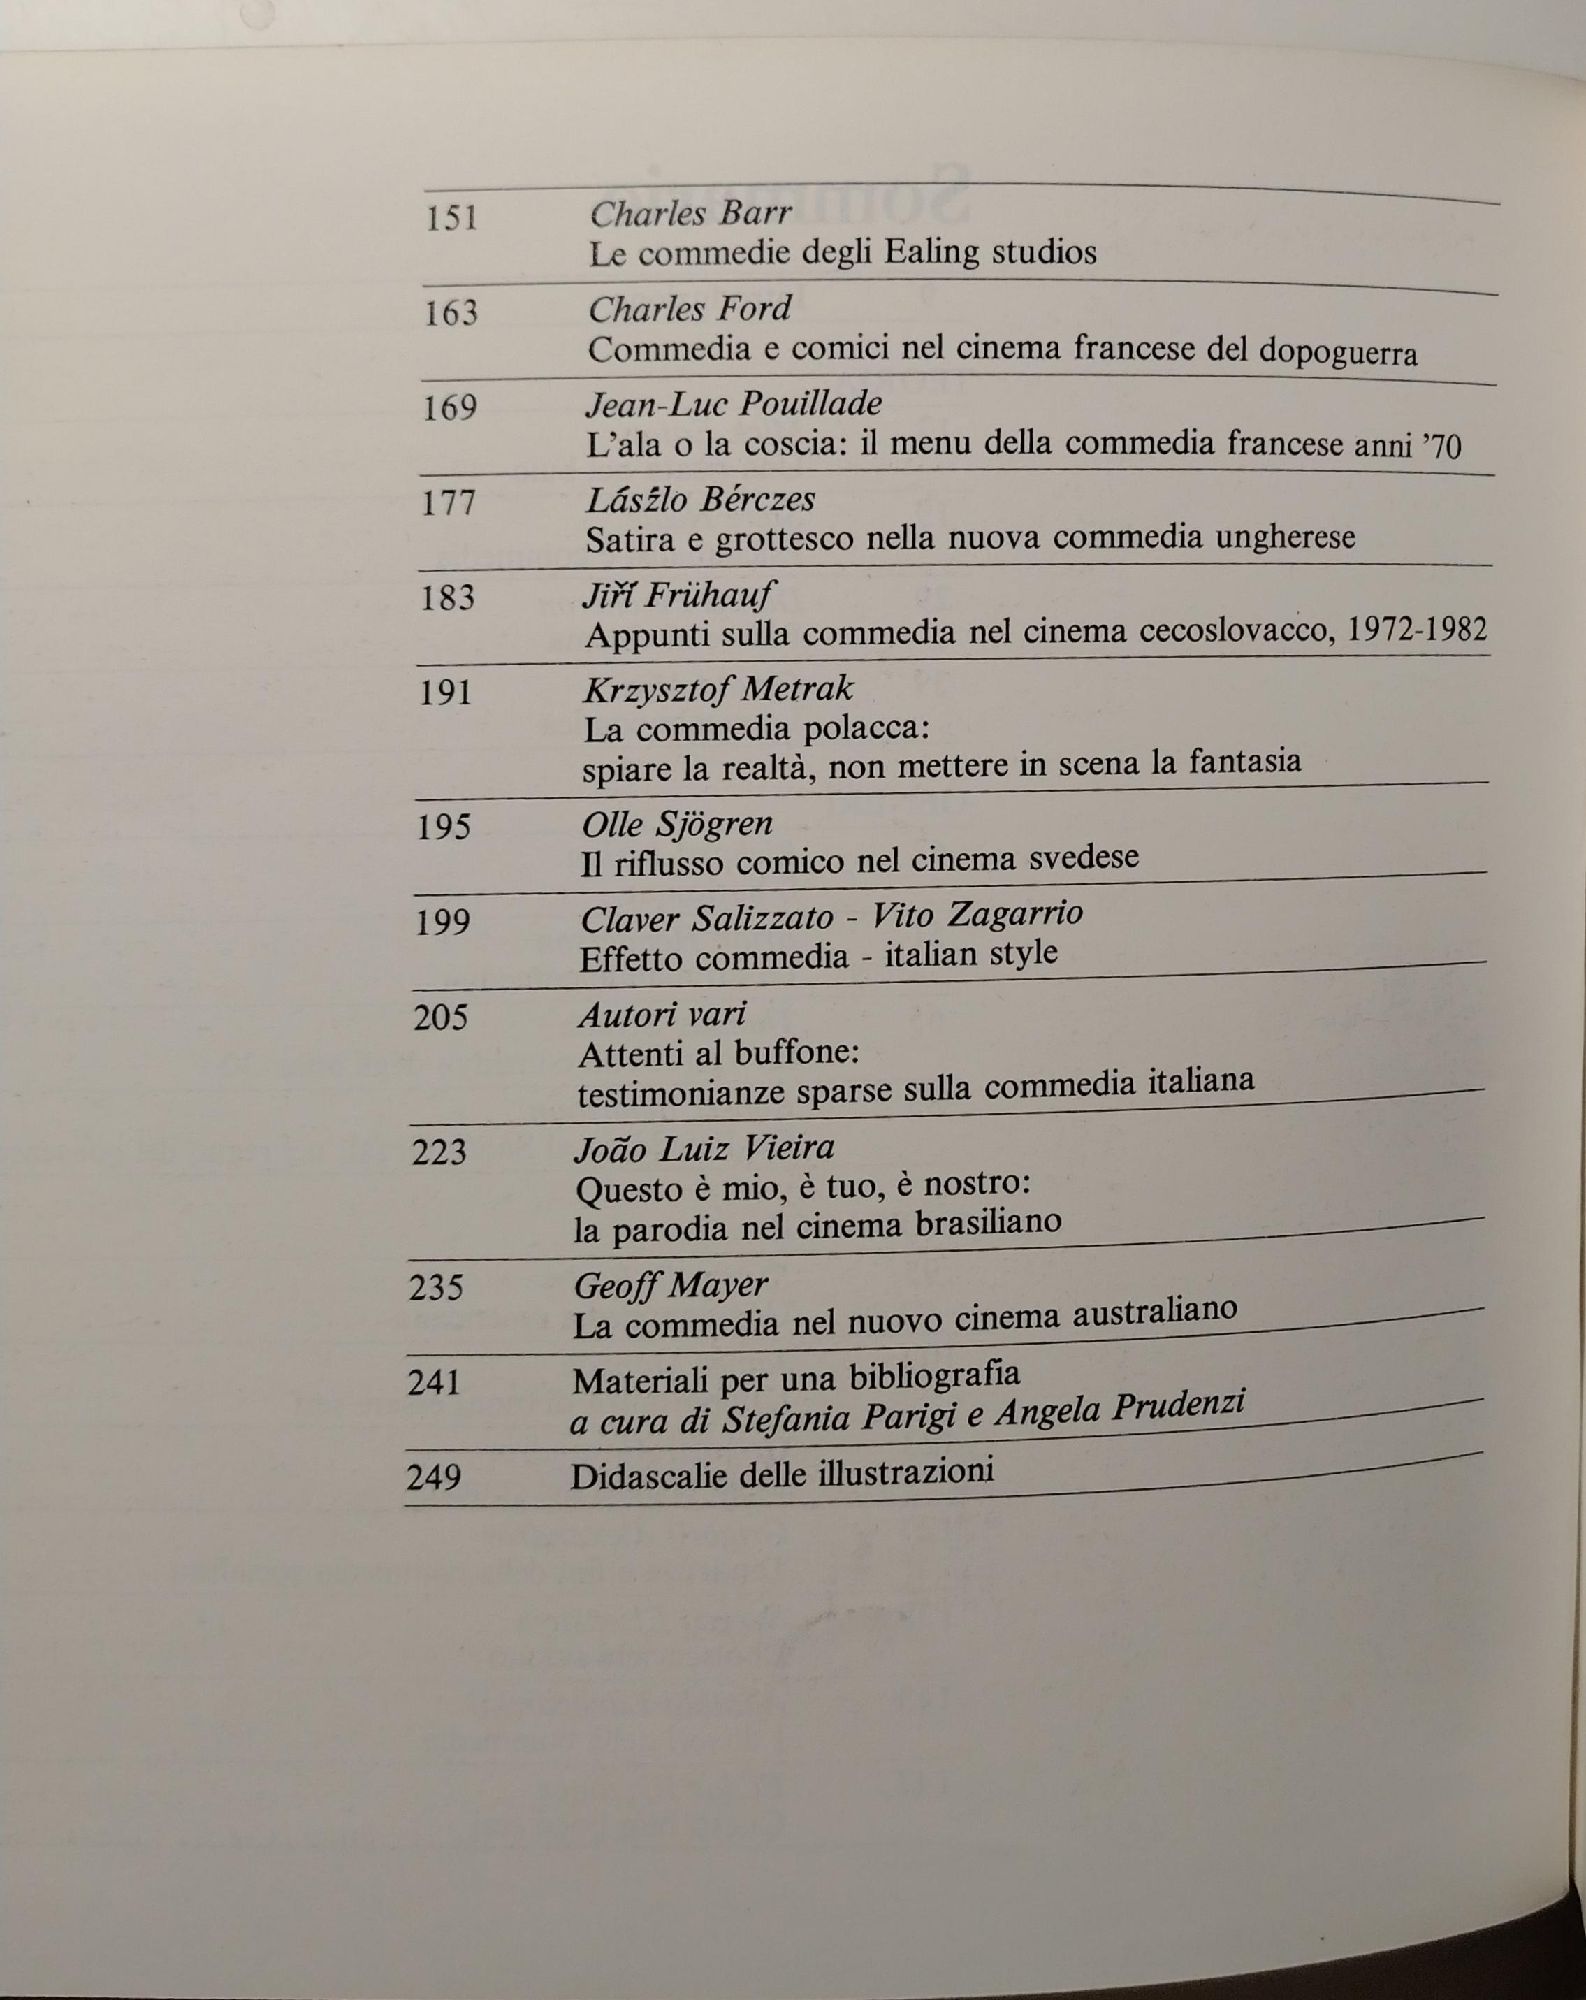 151 Charles Barr
Le commedie degli Ealing studios
163 Charles Ford
Commedia e comici nel cinema francese del dopoguerra
169 Jean-Luc Pouillade
L'ala o la coscia: il menu della commedia francese anni '70
177 Lászĺo Bérczes
Satira e grottesco nella nuova commedia ungherese
183 Jiří Frühauf
Appunti sulla commedia nel cinema cecoslovacco, 1972-1982
191 Krzysztof Metrak
La commedia polacca:
spiare la realtà, non mettere in scena la fantasia
195 Olle Sjögren
Il riflusso comico nel cinema svedese
199 Claver Salizzato - Vito Zagarrio
Effetto commedia - italian style
205 Autori vari
Attenti al buffone:
testimonianze sparse sulla commedia italiana
223 João Luiz Vieira
Questo è mio, è tuo, è nostro:
la parodia nel cinema brasiliano
235 Geoff Mayer
La commedia nel nuovo cinema australiano
241 Materiali per una bibliografia
a cura di Stefania Parigi e Angela Prudenzi
249 Didascalie delle illustrazioni